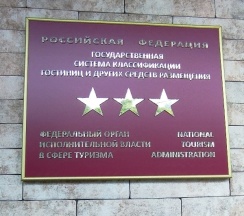 РОССИЙСКАЯ ФЕДЕРАЦИЯ
ГОСУДАРСТВЕННАЯ
СИСТЕМА КЛАССИФИКАЦИИ
ГОСТИНИЦ И ДРУГИХ СРЕДСТВ РАЗМЕЩЕНИЯ
ФЕДЕРАЛЬНЫЙ ОРГАН NATIONAL
ИСПОЛНИТЕЛЬНОЙ ВЛАСТИ TOURISM
В СФЕРЕ ТУРИЗМА ADMINISTRATION